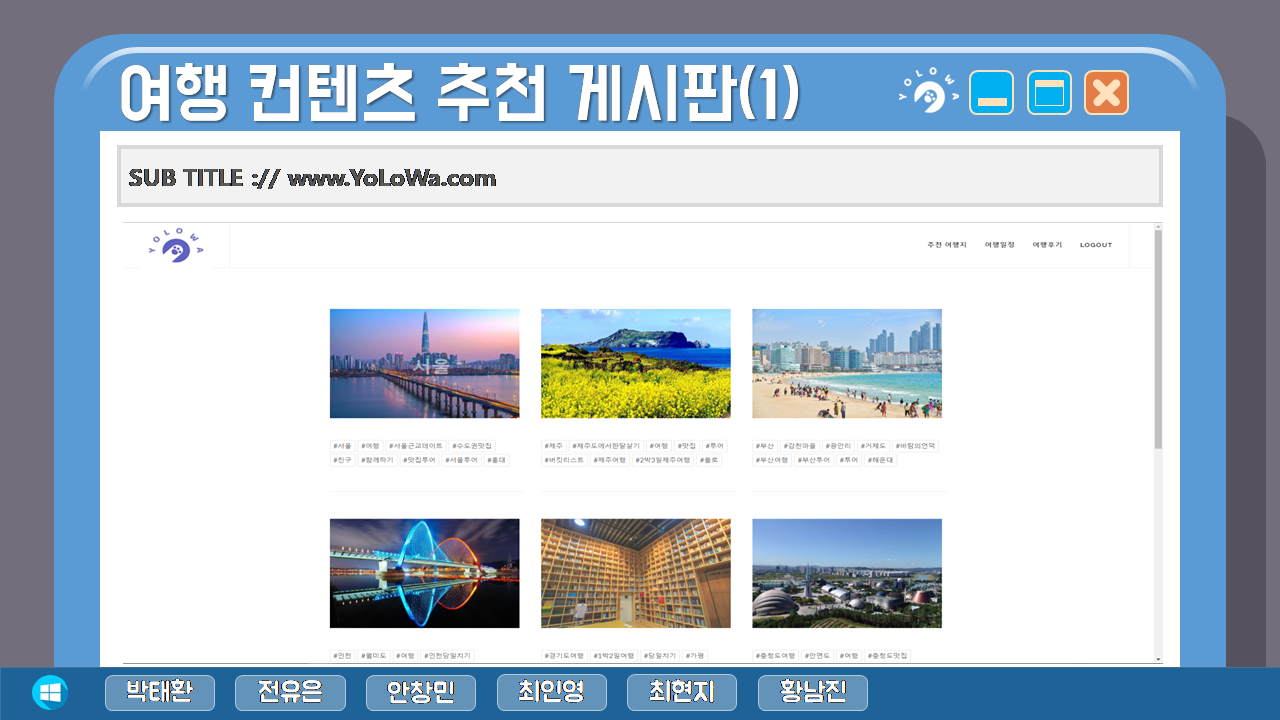 여행 컨텐츠 추천 게시판(1)
YOLOWA
SUB TITLE :// www.YoLoWa.com
YOLOWA
추천 여행지 여행일정 여행후기 LOGOUT
서울
#서울 #여행 #서울근교데이트 #수도권맛집
#친구 #함께하기 #맛집투어 #서울투어 #홍대
#제주 #제주도에서한달살기 #여행 #맛집 #투어
#버킷리스트 #제주여행 #2박3일제주여행 #욜로
#부산 #감천마을 #광안리 #거제도 #바람의언덕
#부산여행 #부산투어 #투어 #해운대
#인천 #월미도 #여행 #인천당일치기
#경기도여행 #1박2일여행 #당일치기 #가평
#충청도여행 #안면도 #여행 #충청도맛집
박태환 전유은 안창민 최인영 최현지 황남진